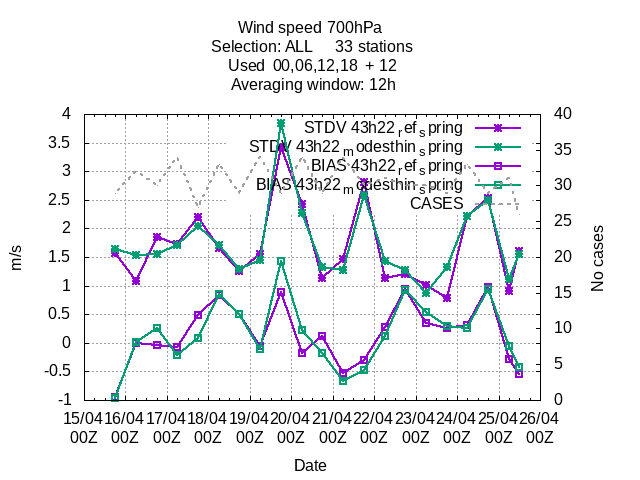 Wind speed 700hPa
Selection: ALL 33 stations
Used 00,06,12,18 + 12
Averaging window: 12h
STDV 43h22_ref_spring
STDV 43h22_modesthin_spring
BIAS 43h22_ref_spring
BIAS 43h22_modesthin_spring
CASES
4
3.5
3
2.5
2
1.5
1
0.5
0
-0.5
-1
m/s
40
35
30
25
20
15
10
5
0
No cases
15/04 16/04 17/04 18/04 19/04 20/04 21/04 22/04 23/04 24/04 25/04 26/04
00Z 00Z 00Z 00Z 00Z 00Z 00Z 00Z 00Z 00Z 00Z 00Z
Date